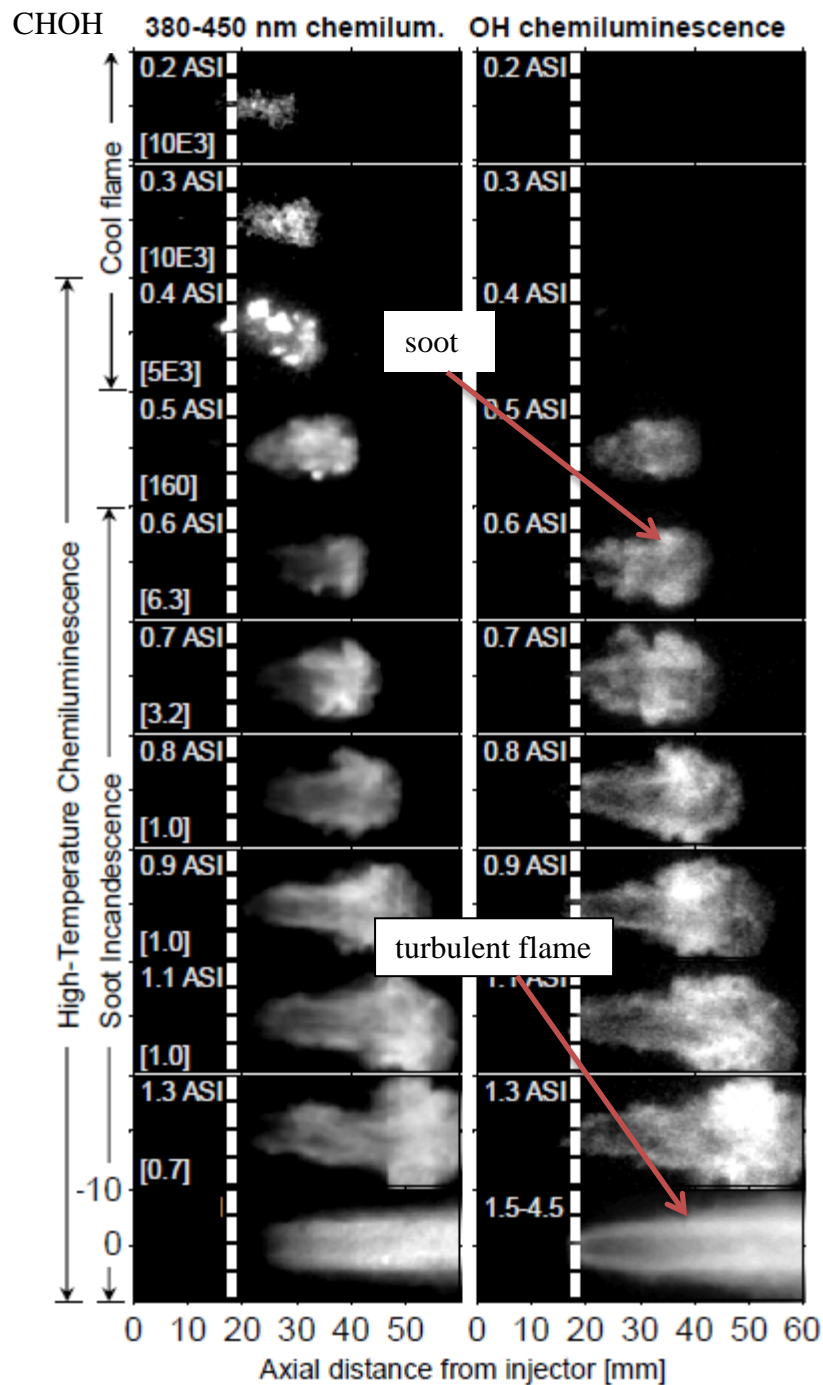 CHOH
380-450 nm chemilum. OH chemiluminescence
0.2 ASI 0.2 ASI
[10E3]
0.3 ASI 0.3 ASI
[10E3]
0.4 ASI 0.4 ASI
[5E3]
soot
0.5 ASI 0.5 ASI
[160]
0.6 ASI 0.6 ASI
[6.3]
0.7 ASI 0.7 ASI
[3.2]
0.8 ASI 0.8 ASI
[1.0]
0.9 ASI 0.9 ASI
[1.0]
turbulent flame
1.1 ASI 1.1 ASI
[1.0]
1.3 ASI 1.3 ASI
[0.7]
1.5-4.5
Cool flame
High-Temperature Chemiluminescence
Soot Incandescence
-10
0
0 10 20 30 40 50 0 10 20 30 40 50 60
Axial distance from injector [mm]